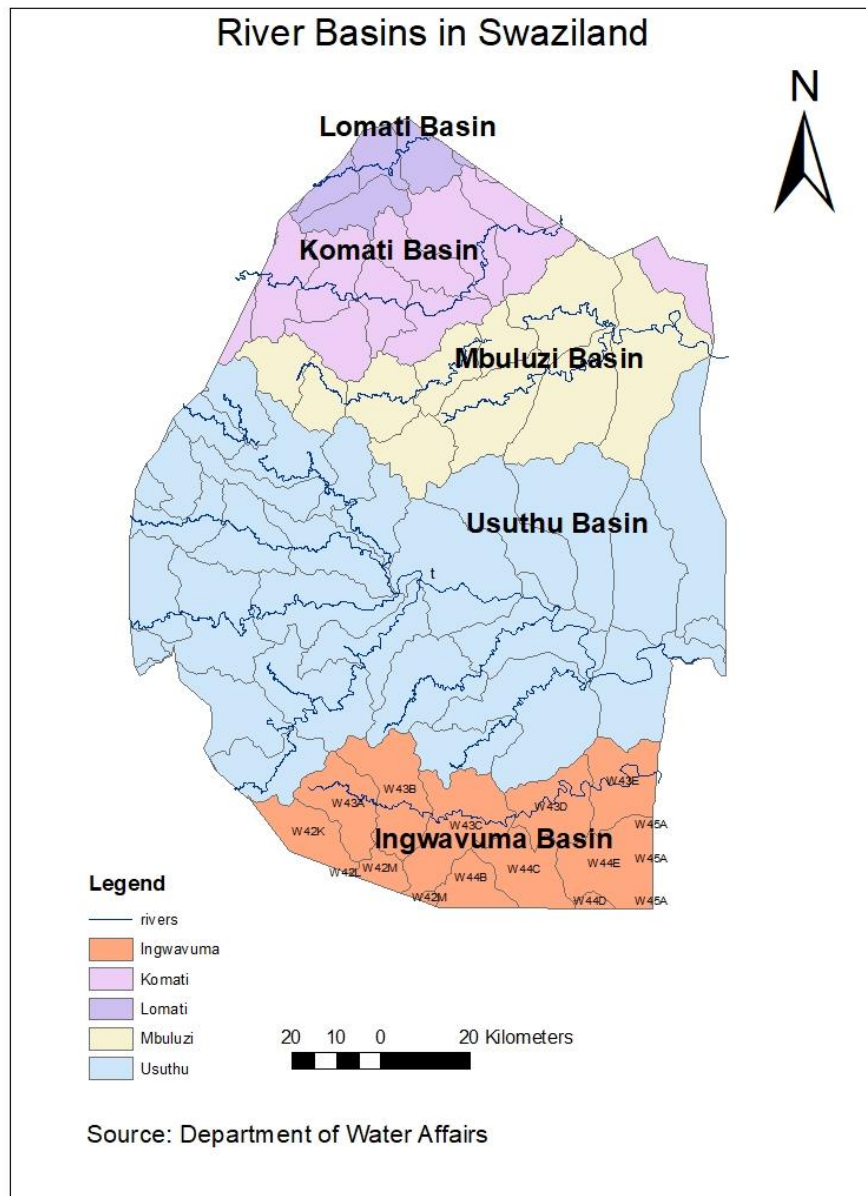 River Basins in Swaziland
N
Lomati Basin
Komati Basin
Mbuluzi Basin
Usuthu Basin
t
W43E
W43B
W43A
W43D
W43C
W45A
W42K
Ingwavuma Basin
W45A
W42L
W42M
W44B
W44C
W44E
W42M
W44D
W45A
Legend
rivers
Ingwavuma
Komati
Lomati
Mbuluzi
Usuthu
20 10 0 20 Kilometers
Source: Department of Water Affairs